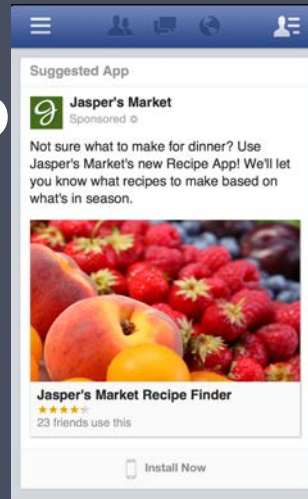 Suggested App
Jasper's Market
Sponsored
Not sure what to make for dinner? Use
Jasper's Market's new Recipe App! We'll let
you know what recipes to make based on
what's in season.
Jasper's Market Recipe Finder
23 friends use this
Install Now